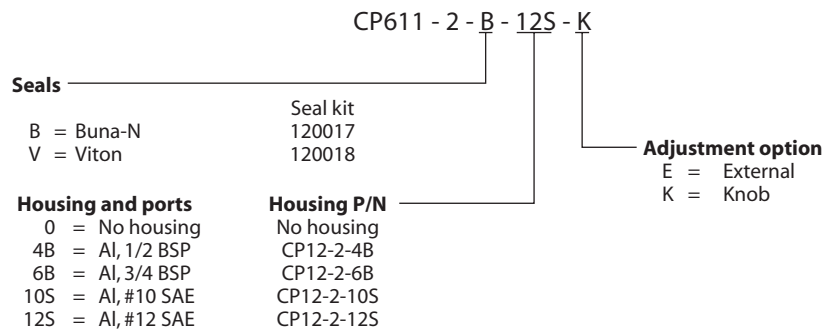 CP611 - 2 - B - 12S - K
Seals
Seal kit
B = Buna-N 120017
V = Viton 120018
Adjustment option
E = External
K = Knob
Housing and ports Housing P/N
0 = No housing No housing
4B = Al, 1/2 BSP CP12-2-4B
6B = Al, 3/4 BSP CP12-2-6B
10S = Al, #10 SAE CP12-2-10S
12S = Al, #12 SAE CP12-2-12S